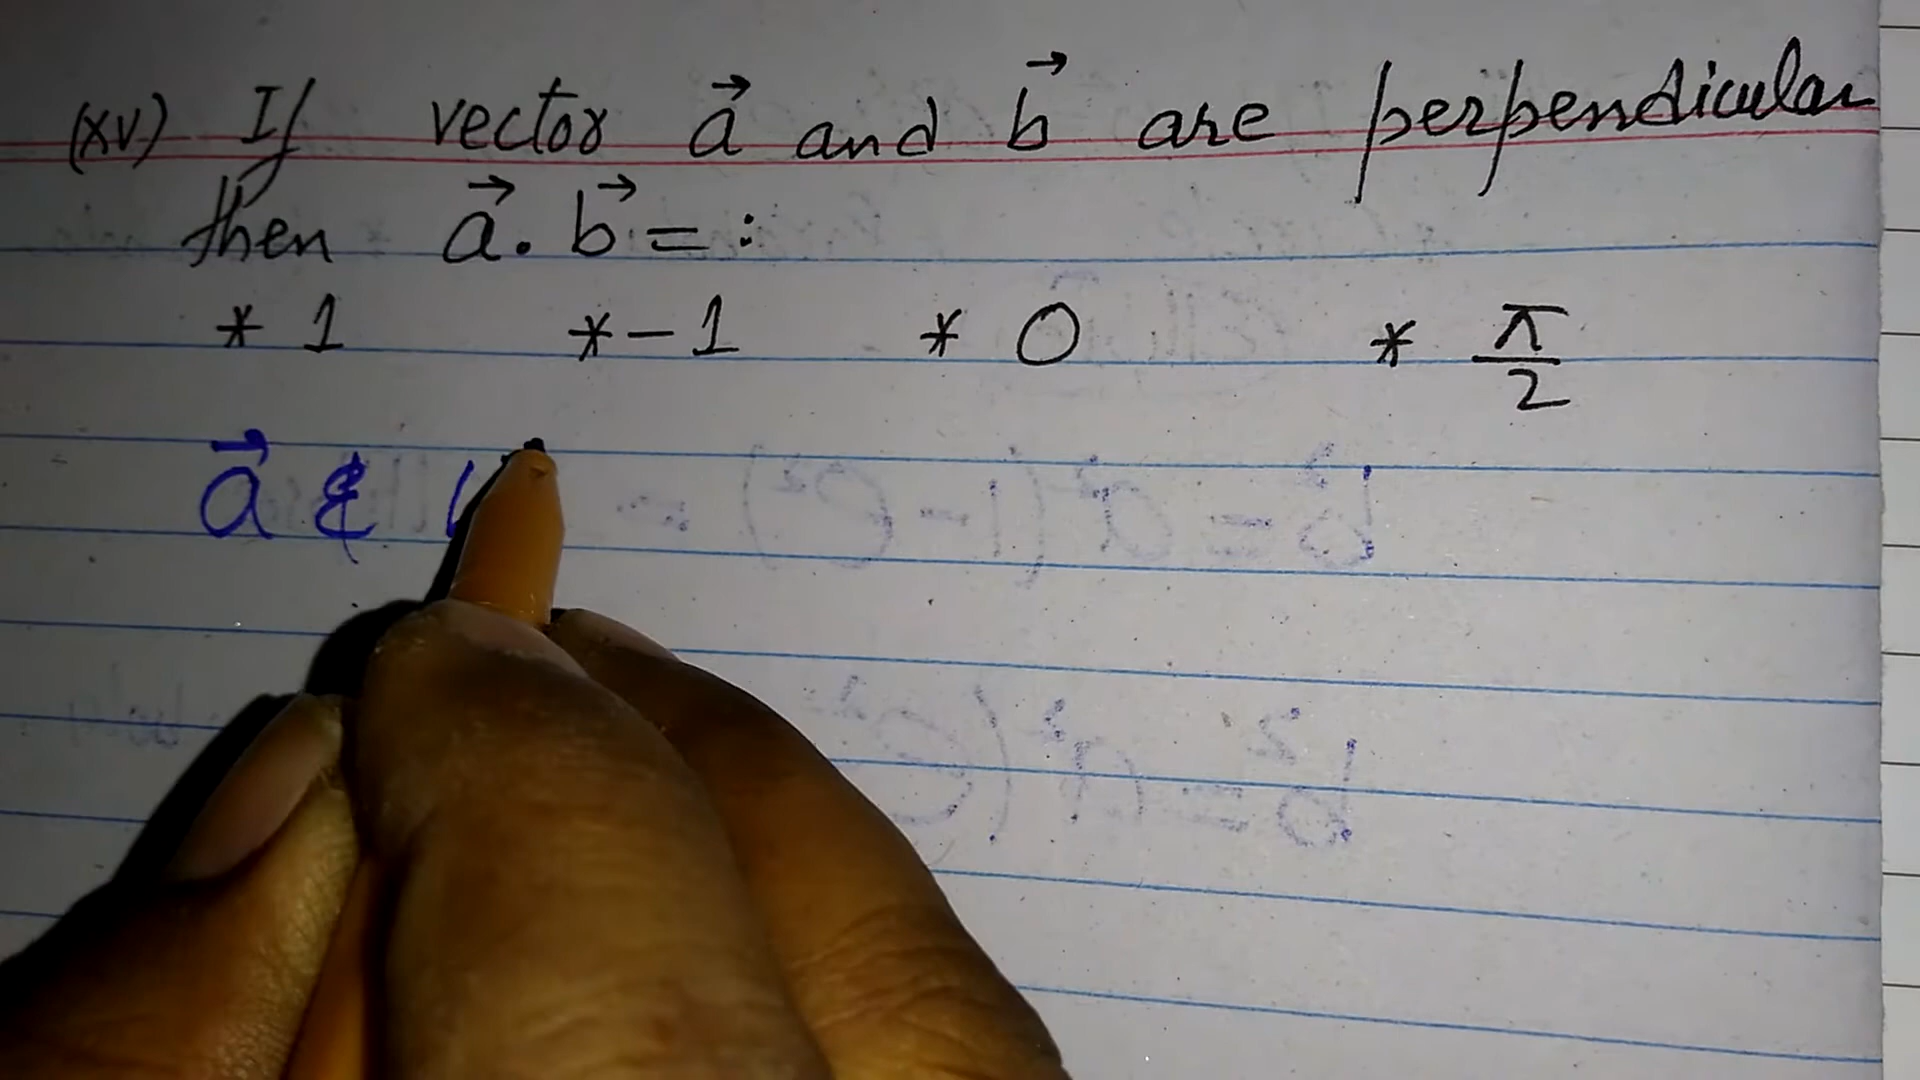 (xv) If vector a⃗ and b⃗ are perpendicular
then a⃗ . b⃗ = :
* 1 * -1 * 0 * π/2
a⃗ &